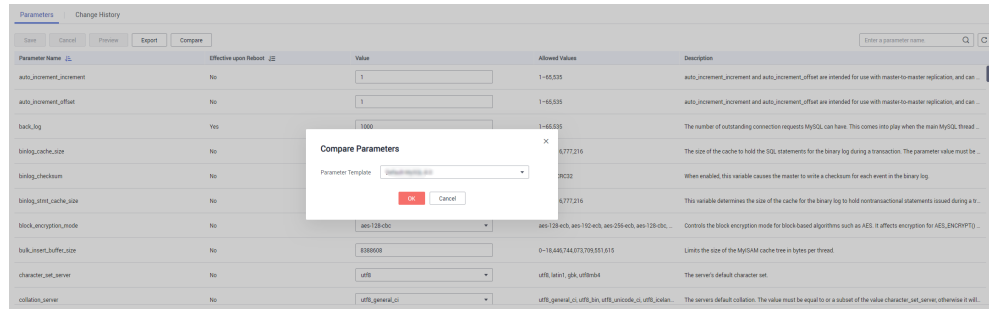 Parameters Change History
Save Cancel Preview Export Compare Enter a parameter name.
Parameter Name Effective upon Reboot Value Allowed Values Description
auto_increment_increment No 1 1–65,535 auto_increment_increment and auto_increment_offset are intended for use with master-to-master replication, and can ...
auto_increment_offset No 1 1–65,535 auto_increment_increment and auto_increment_offset are intended for use with master-to-master replication, and can ...
back_log Yes 1000 1–65,535 The number of outstanding connection requests MySQL can have. This comes into play when the main MySQL thread ...
Compare Parameters
binlog_cache_size No 6,777,216 The size of the cache to hold the SQL statements for the binary log during a transaction. The parameter value must be ...
Parameter Template
binlog_checksum No CRC32 When enabled, this variable causes the master to write a checksum for each event in the binary log.
OK Cancel
binlog_stmt_cache_size No 6,777,216 This variable determines the size of the cache for the binary log to hold nontransactional statements issued during a tr...
block_encryption_mode No aes-128-cbc aes-128-ecb, aes-192-ecb, aes-256-ecb, aes-128-cbc, ... Controls the block encryption mode for block-based algorithms such as AES. It affects encryption for AES_ENCRYPT() ...
bulk_insert_buffer_size No 8388608 0–18,446,744,073,709,551,615 Limits the size of the MyISAM cache tree in bytes per thread.
character_set_server No utf8 utf8, latin1, gbk, utf8mb4 The server's default character set.
collation_server No utf8_general_ci utf8_general_ci, utf8_bin, utf8_unicode_ci, utf8_icelan... The servers default collation. The value must be equal to or a subset of the value character_set_server, otherwise it will...